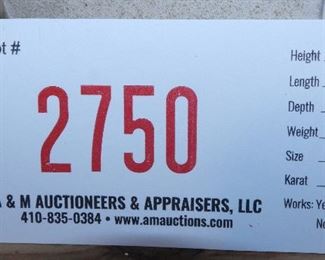 ot #
2750
& M AUCTIONEERS & APPRAISERS, LLC
410-835-0384 • www.amauctions.com
Height
Length
Depth
Weight
Size
Karat
Works: Ye